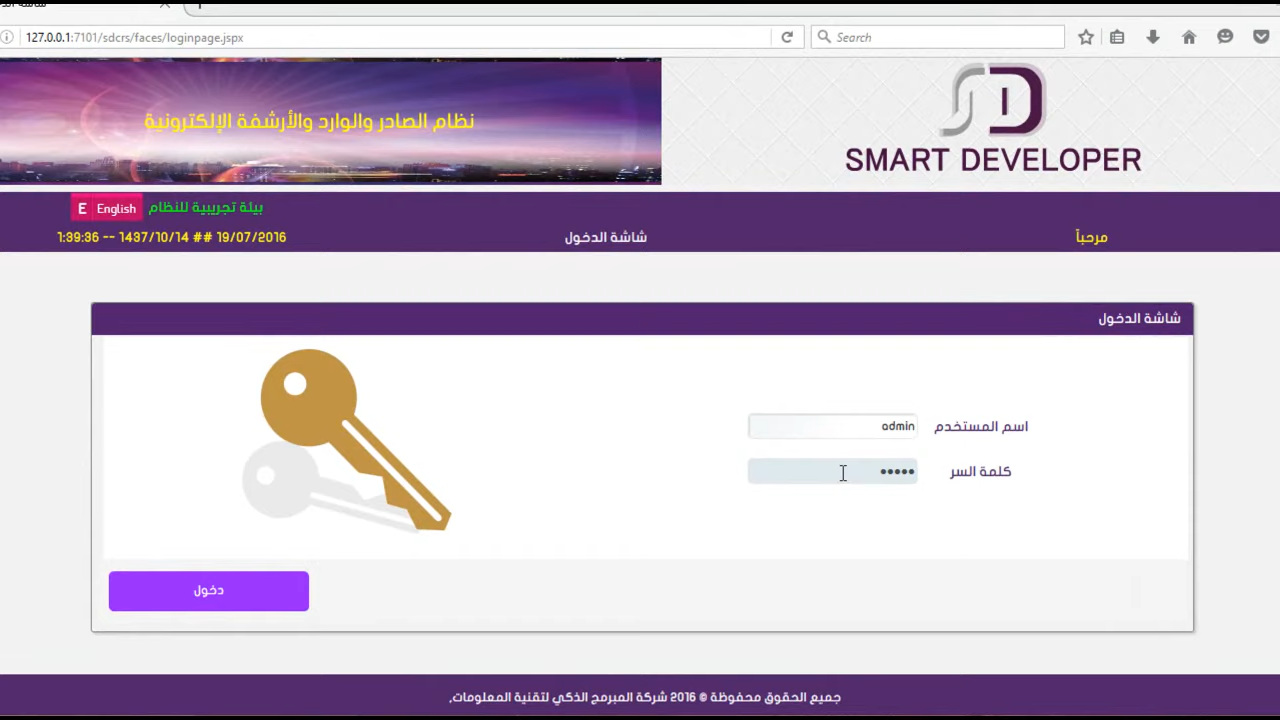 127.0.0.1:7101/sdcrs/faces/loginpage.jspx
Search
نظام الصادر والوارد والأرشفة الإلكترونية
SMART DEVELOPER
E English
بيئة تجريبية للنظام
1:39:36 -- 1437/10/14 ## 19/07/2016
شاشة الدخول
مرحباً
شاشة الدخول
اسم المستخدم
admin
كلمة السر
•••••
دخول
جميع الحقوق محفوظة © 2016 شركة المبرمج الذكي لتقنية المعلومات,